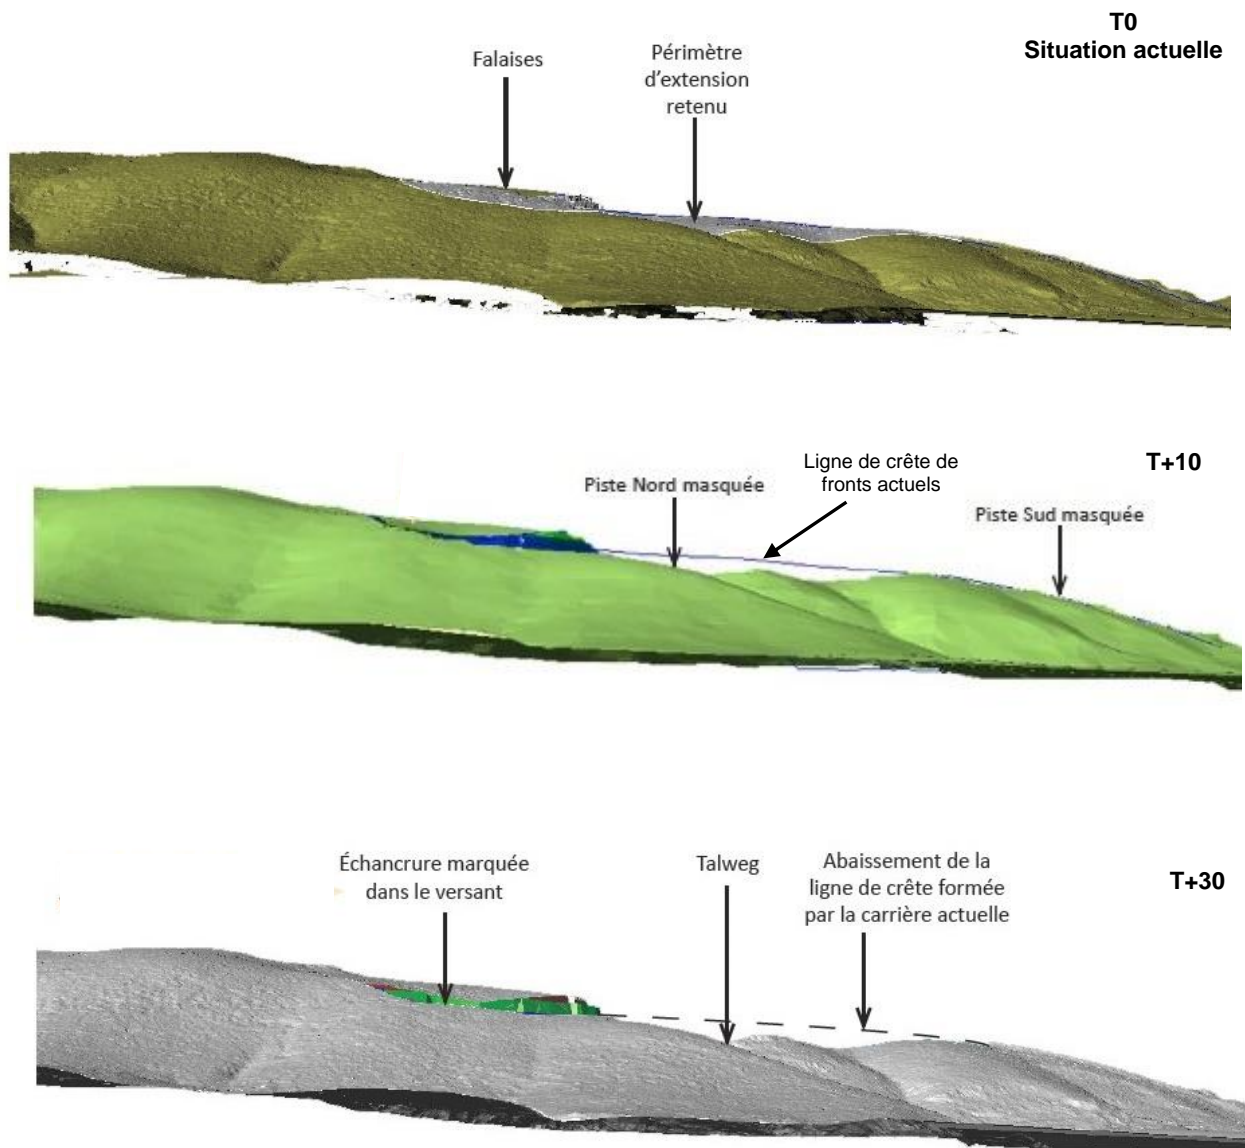 T0
Situation actuelle
Falaises
Périmètre
d'extension
retenu
T+10
Ligne de crête de
fronts actuels
Piste Nord masquée
Piste Sud masquée
T+30
Échancrure marquée
dans le versant
Talweg
Abaissement de la
ligne de crête formée
par la carrière actuelle